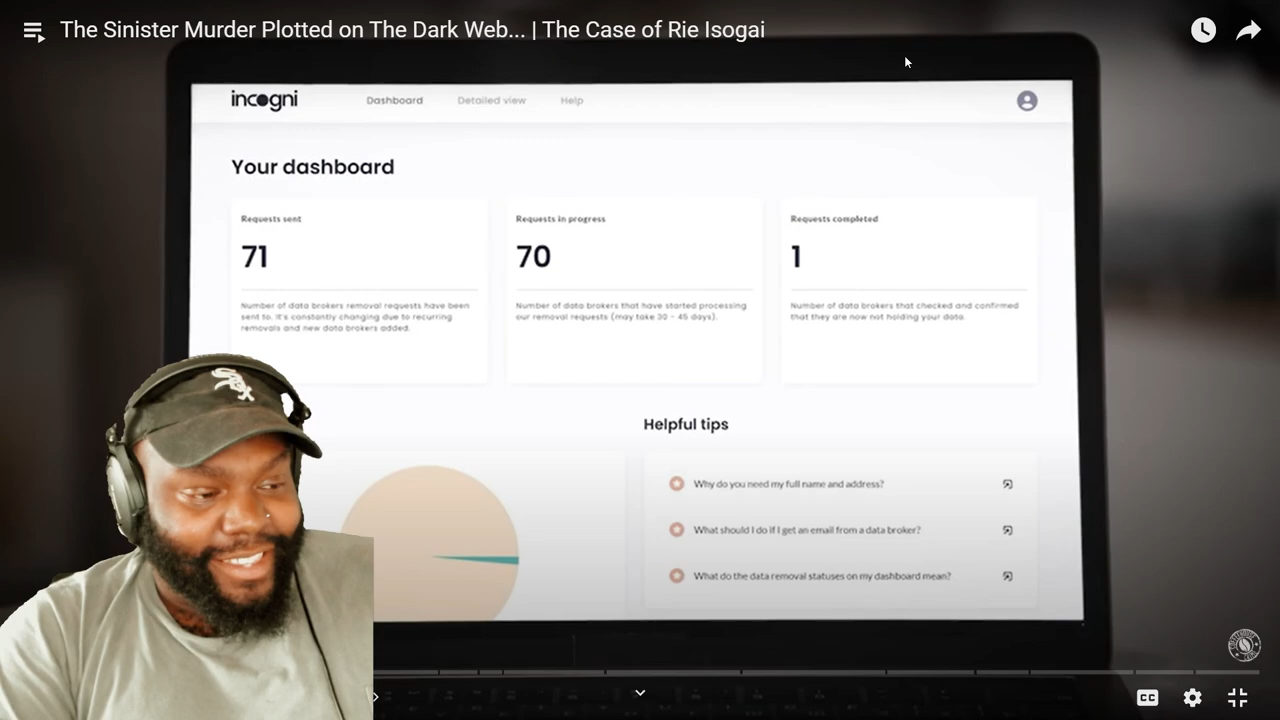 The Sinister Murder Plotted on The Dark Web... | The Case of Rie Isogai
incogni
Dashboard
Detailed view
Help
Your dashboard
Requests sent
71
Number of data brokers removal requests have been
sent to. It's constantly changing due to recurring
removals and new data brokers added.
Requests in progress
70
Number of data brokers that have started processing
our removal requests (may take 30 - 45 days).
Requests completed
1
Number of data brokers that checked and confirmed
that they are now not holding your data.
Helpful tips
Why do you need my full name and address?
What should I do if I get an email from a data broker?
What do the data removal statuses on my dashboard mean?
Sox
CC